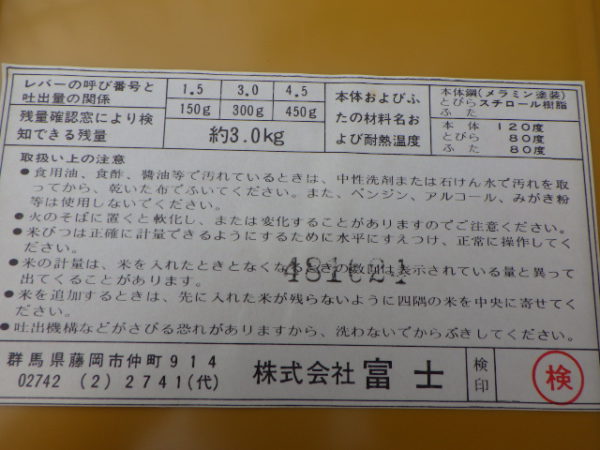 レバーの呼び番号と
吐出量の関係
1.5 3.0 4.5
150g 300g 450g
残量確認窓により検
知できる残量
約3.0kg
本体およびふ
たの材料名お
よび耐熱温度
本体鋼(メラミン塗装)
とびらスチロール樹脂
ふた
本体 120度
とびら 80度
ふた 80度
取扱い上の注意
●食用油、食酢、醤油等で汚れているときは、中性洗剤または石けん水で汚れを取
ってから、乾いた布でふいてください。また、ベンジン、アルコール、みがき粉
等は使用しないでください。
●火のそばに置くと軟化し、または変化することがありますのでご注意ください。
●米びつは正確に計量できるようにするために水平にすえつけ、正常に操作してく
ださい。
●米の計量は、米を入れたときとなくなるときの数回は表示されている量と異って
出てくることがあります。
●米を追加するときは、先に入れた米が残らないように四隅の米を中央に寄せてく
ださい。
●吐出機構などがさびる恐れがありますから、洗わないでからぶきしてください。
群馬県藤岡市仲町914
02742 (2) 2741(代)
株式会社 富士
検
印
検